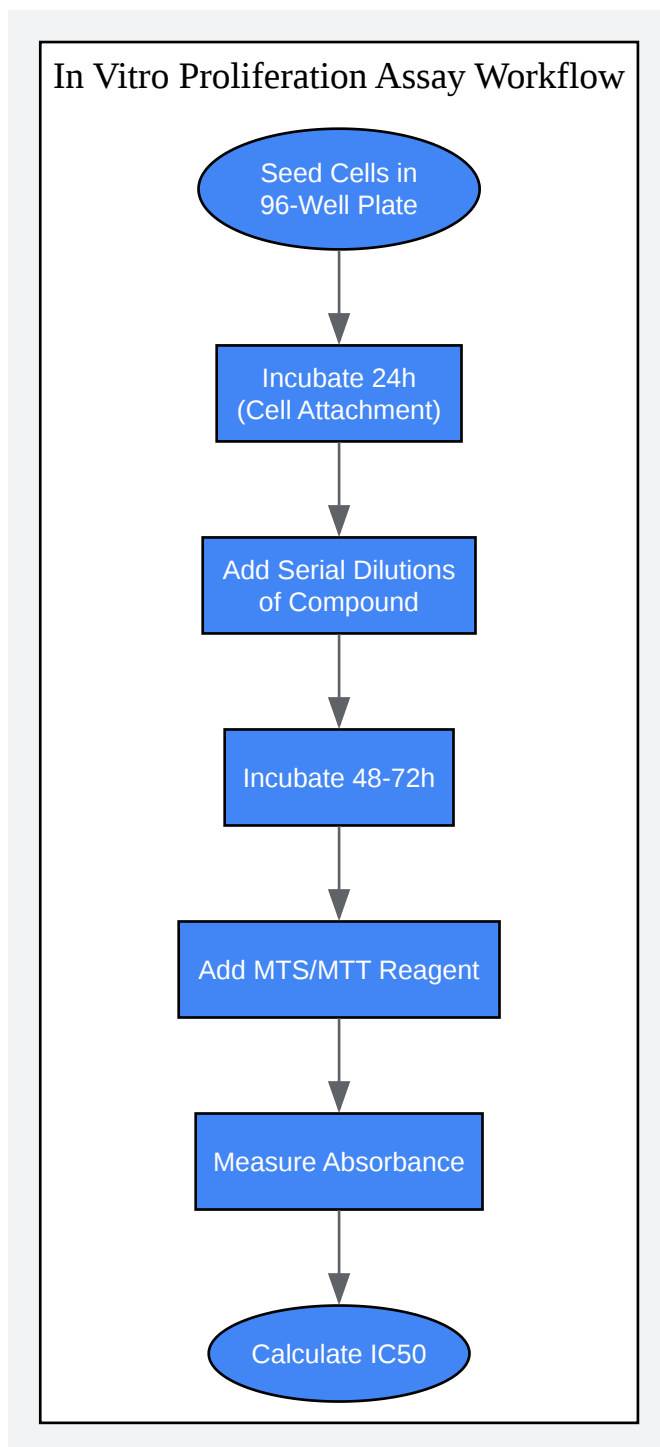 In Vitro Proliferation Assay Workflow
Seed Cells in
96-Well Plate
Incubate 24h
(Cell Attachment)
Add Serial Dilutions
of Compound
Incubate 48-72h
Add MTS/MTT Reagent
Measure Absorbance
Calculate IC50